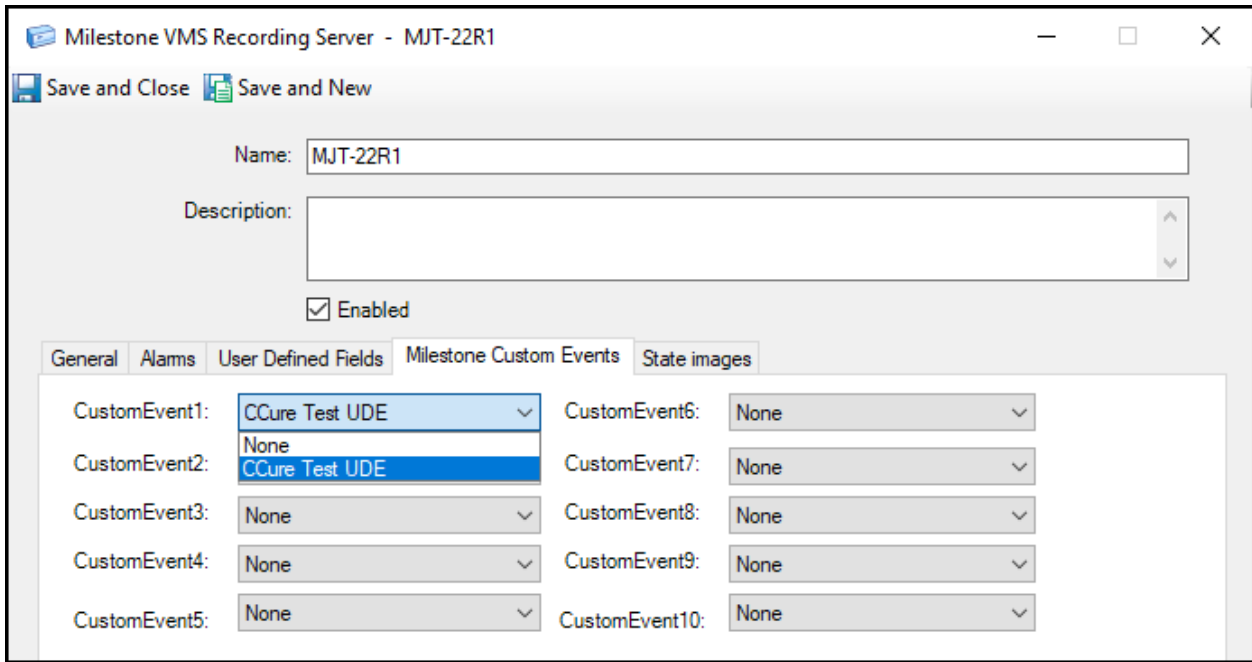 Milestone VMS Recording Server - MJT-22R1
Save and Close Save and New
Name: MJT-22R1
Description:
Enabled
General Alarms User Defined Fields Milestone Custom Events State images
CustomEvent1: CCure Test UDE CustomEvent6: None
None
CustomEvent2: CCure Test UDE CustomEvent7: None
CustomEvent3: None CustomEvent8: None
CustomEvent4: None CustomEvent9: None
CustomEvent5: None CustomEvent10: None